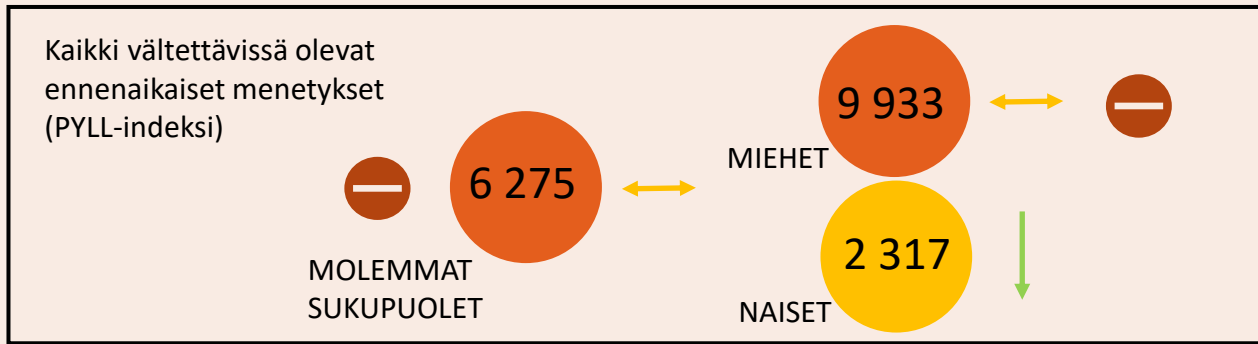 Kaikki vältettävissä olevat
ennenaikaiset menetykset
(PYLL-indeksi)
6 275
MOLEMMAT
SUKUPUOLET
9 933
MIEHET
2 317
NAISET